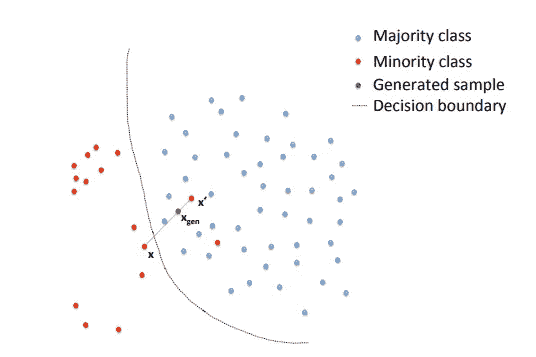 Majority class
Minority class
Generated sample
Decision boundary
x'
xgen
x